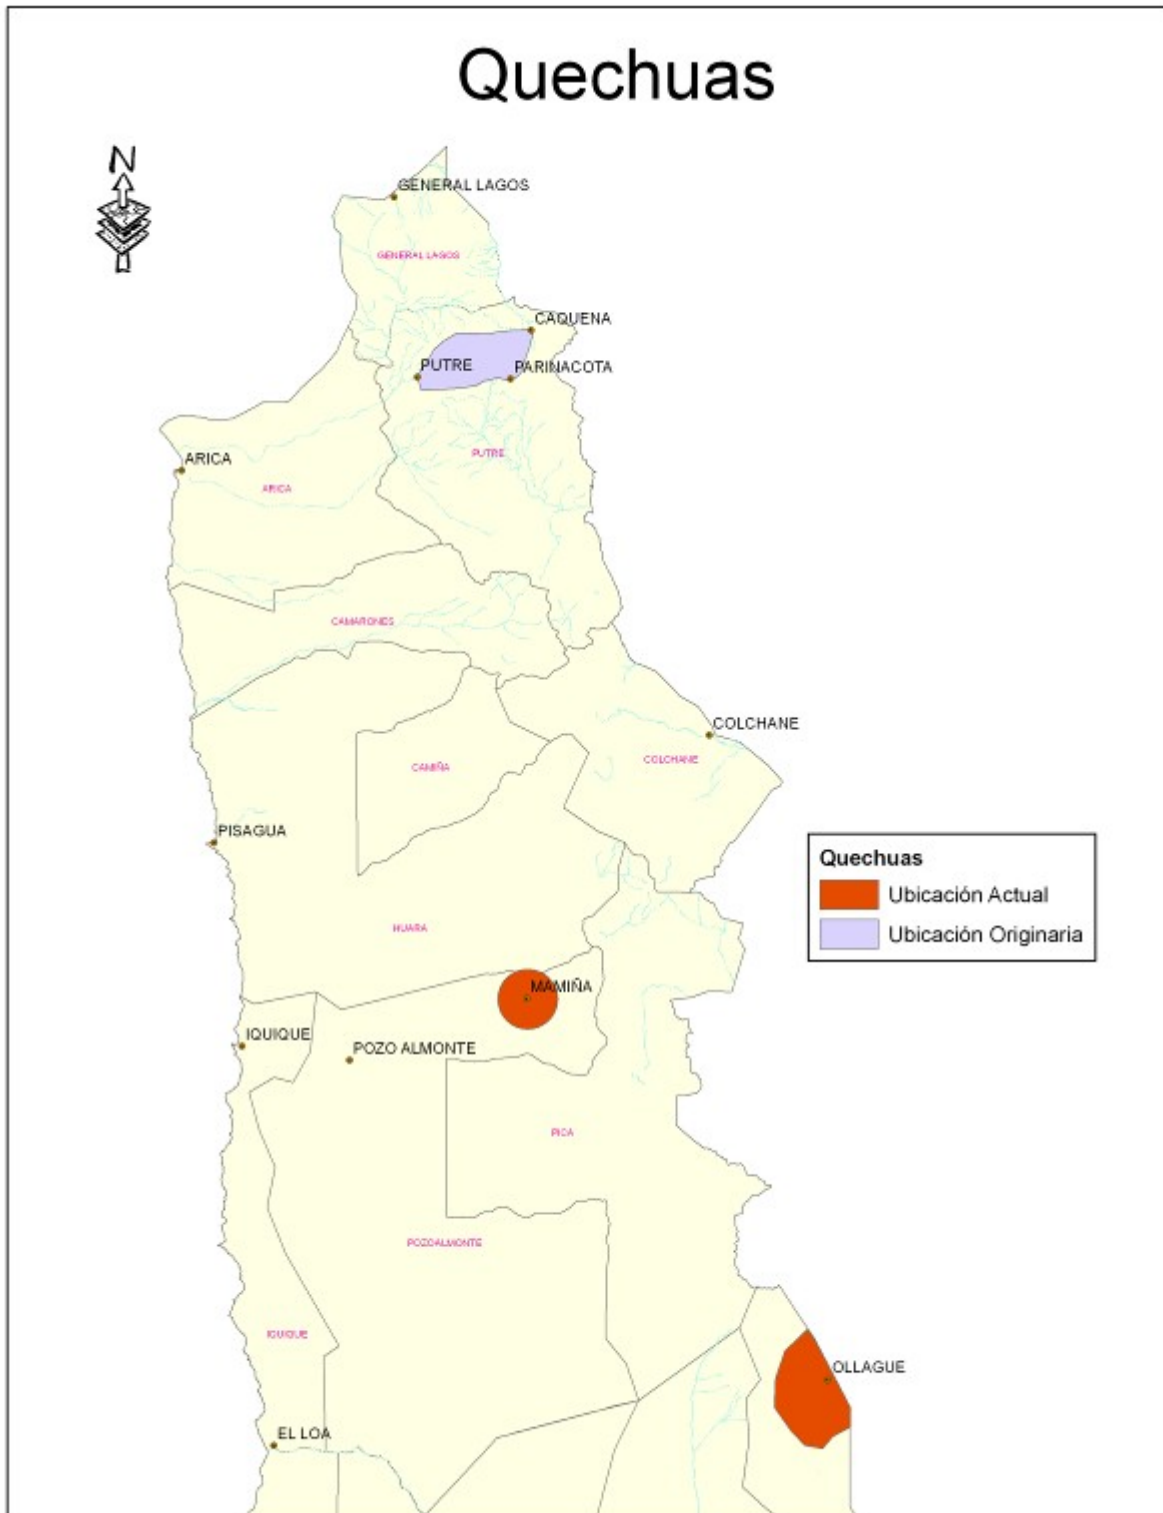 Quechuas
N
GENERAL LAGOS
GENERAL LAGOS
CAQUENA
PUTRE
PARINACOTA
PUTRE
ARICA
ARICA
CAMARONES
COLCHANE
COLCHANE
CAMIÑA
PISAGUA
Quechuas
Ubicación Actual
Ubicación Originaria
HUARA
MAMIÑA
IQUIQUE
POZO ALMONTE
PICA
POZOALMONTE
IQUIQUE
OLLAGUE
EL LOA